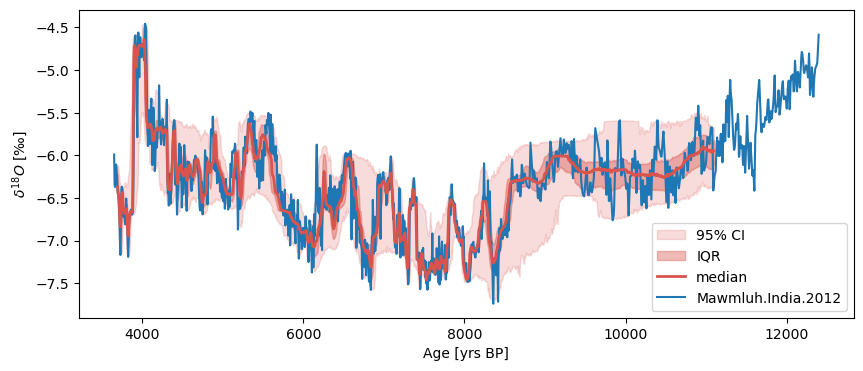 −4.5
−5.0
−5.5
−6.0
−6.5
−7.0
−7.5
δ¹⁸O [‰]
4000 6000 8000 10000 12000
Age [yrs BP]
95% CI
IQR
median
Mawmluh.India.2012